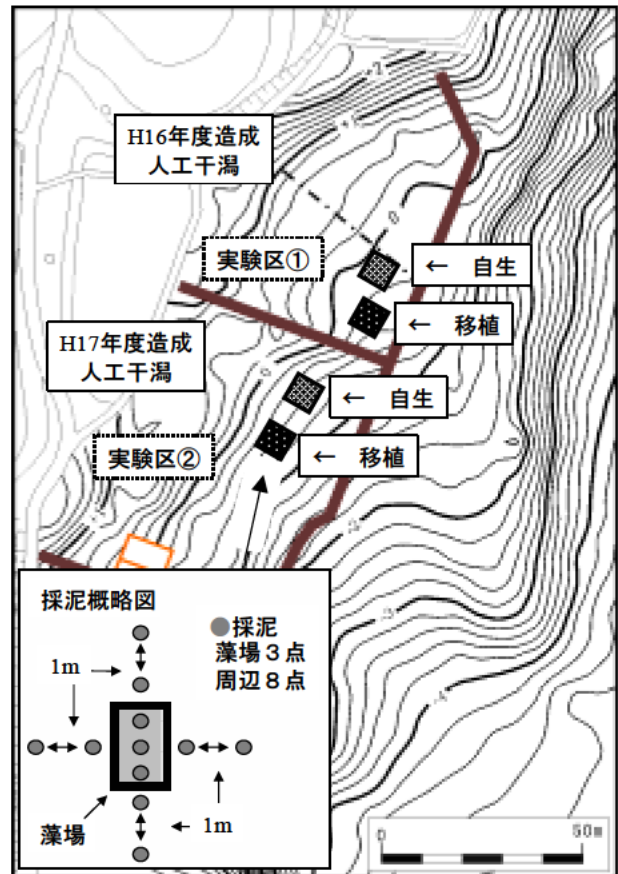 H16年度造成
人工干潟
実験区①
← 自生
← 移植
H17年度造成
人工干潟
← 自生
実験区②
← 移植
採泥概略図
●採泥
藻場3点
周辺8点
1m
藻場
1m
0
50m
0